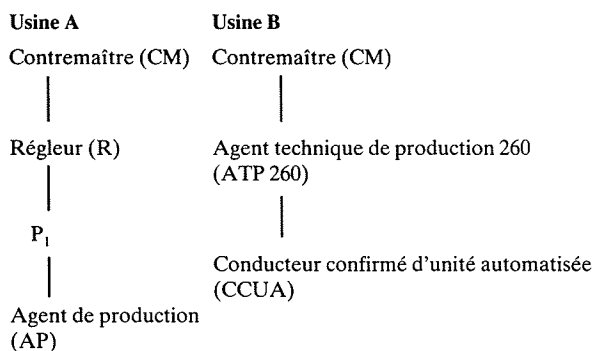 Usine A
Contremaître (CM)
Régleur (R)
P₁
Agent de production
(AP)
Usine B
Contremaître (CM)
Agent technique de production 260
(ATP 260)
Conducteur confirmé d'unité automatisée
(CCUA)